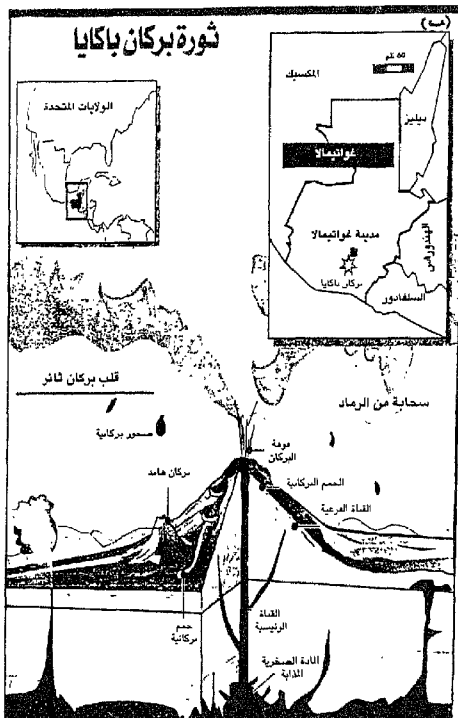 (ب)
ثورة بركان باكايا
الولايات المتحدة
٥٠ كلم
المكسيك
بيليز
غواتيمالا
مدينة غواتيمالا
بركان باكايا
الهندوراس
السلفادور
قلب بركان ثائر
سحابة من الرماد
صخور بركانية
فوهة
البركان
بركان هامد
الحمم البركانية
القناة الفرعية
حمم
بركانية
القناة
الرئيسية
المادة الصخرية
المذابة